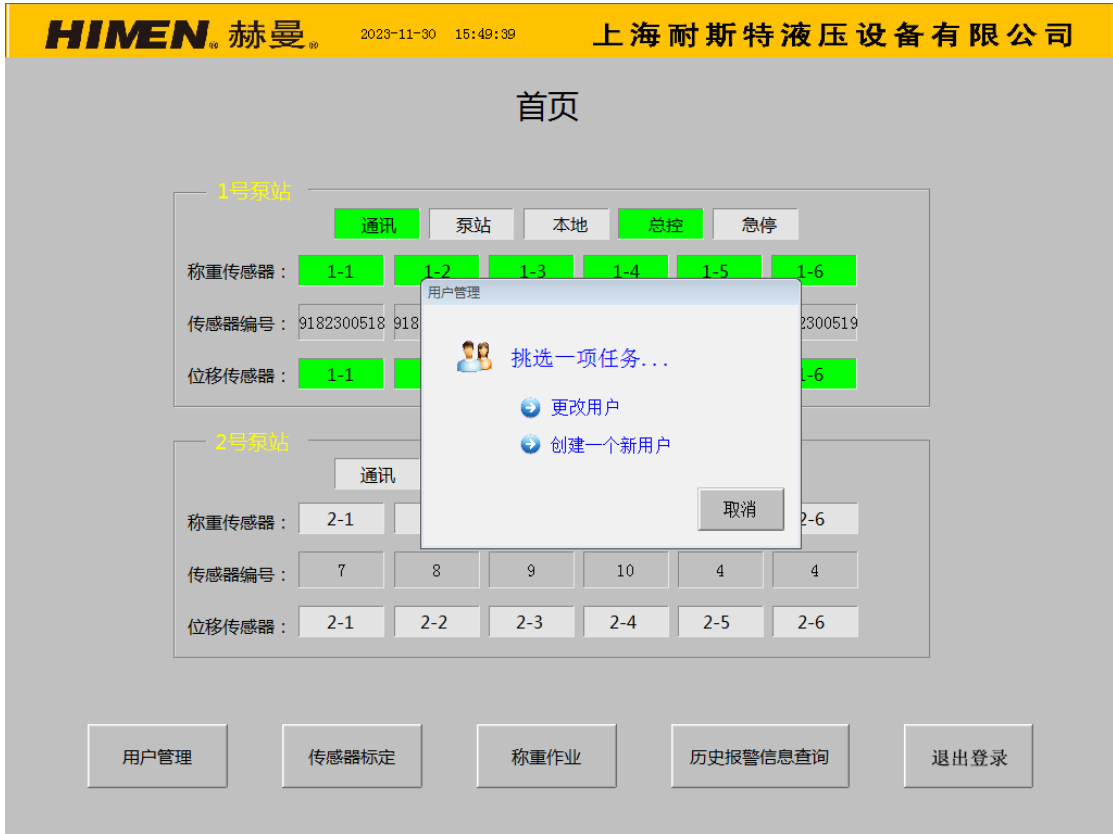 HIMEN® 赫曼® 2023-11-30 15:49:39 上海耐斯特液压设备有限公司
首页
1号泵站
通讯 泵站 本地 总控 急停
称重传感器： 1-1 1-2 1-3 1-4 1-5 1-6
传感器编号： 9182300518 918 2300519
位移传感器： 1-1 1-6
用户管理
挑选一项任务...
更改用户
创建一个新用户
取消
2号泵站
通讯
称重传感器： 2-1 2-6
传感器编号： 7 8 9 10 4 4
位移传感器： 2-1 2-2 2-3 2-4 2-5 2-6
用户管理 传感器标定 称重作业 历史报警信息查询 退出登录